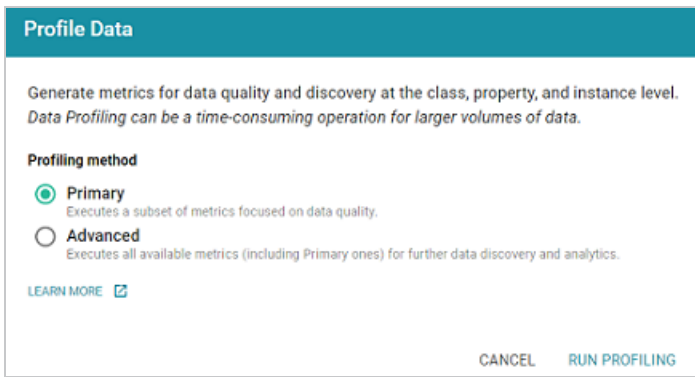 Profile Data
Generate metrics for data quality and discovery at the class, property, and instance level.
Data Profiling can be a time-consuming operation for larger volumes of data.
Profiling method
Primary
Executes a subset of metrics focused on data quality.
Advanced
Executes all available metrics (including Primary ones) for further data discovery and analytics.
LEARN MORE
CANCEL RUN PROFILING